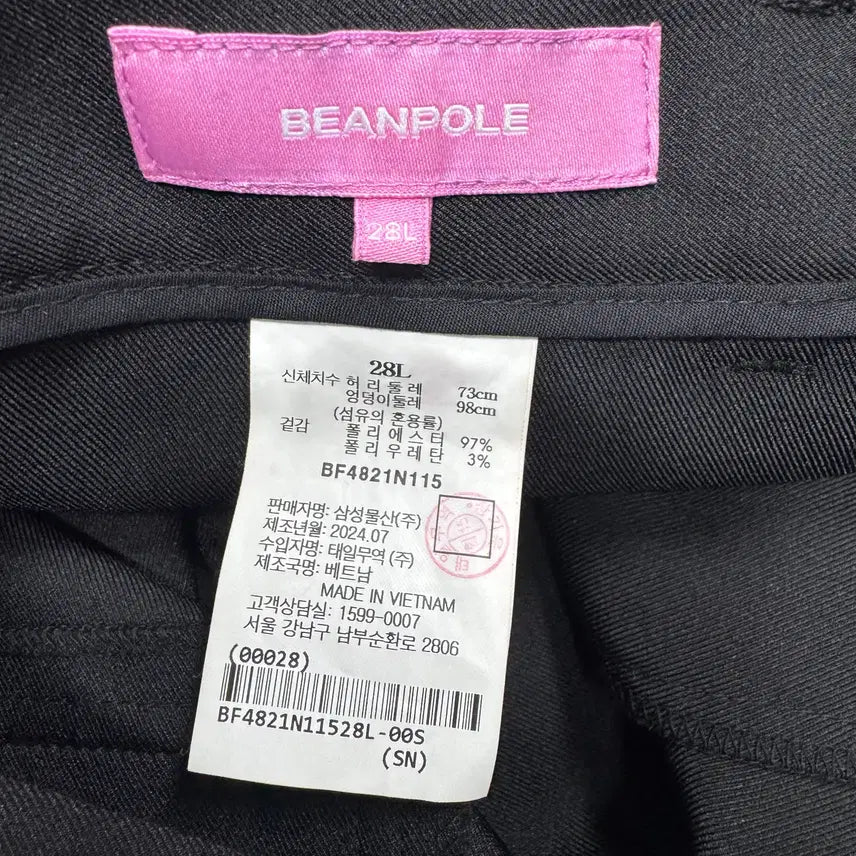 BEANPOLE
28L
28L
신체치수 허리둘레 73cm
엉덩이둘레 98cm
(섬유의 혼용률)
겉감 폴리에스터 97%
폴리우레탄 3%
BF4821N115
판매자명: 삼성물산(주)
제조년월: 2024.07
수입자명: 태일무역(주)
제조국명: 베트남
MADE IN VIETNAM
고객상담실: 1599-0007
서울 강남구 남부순환로 2806
(00028)
BF4821N11528L-00S
(SN)